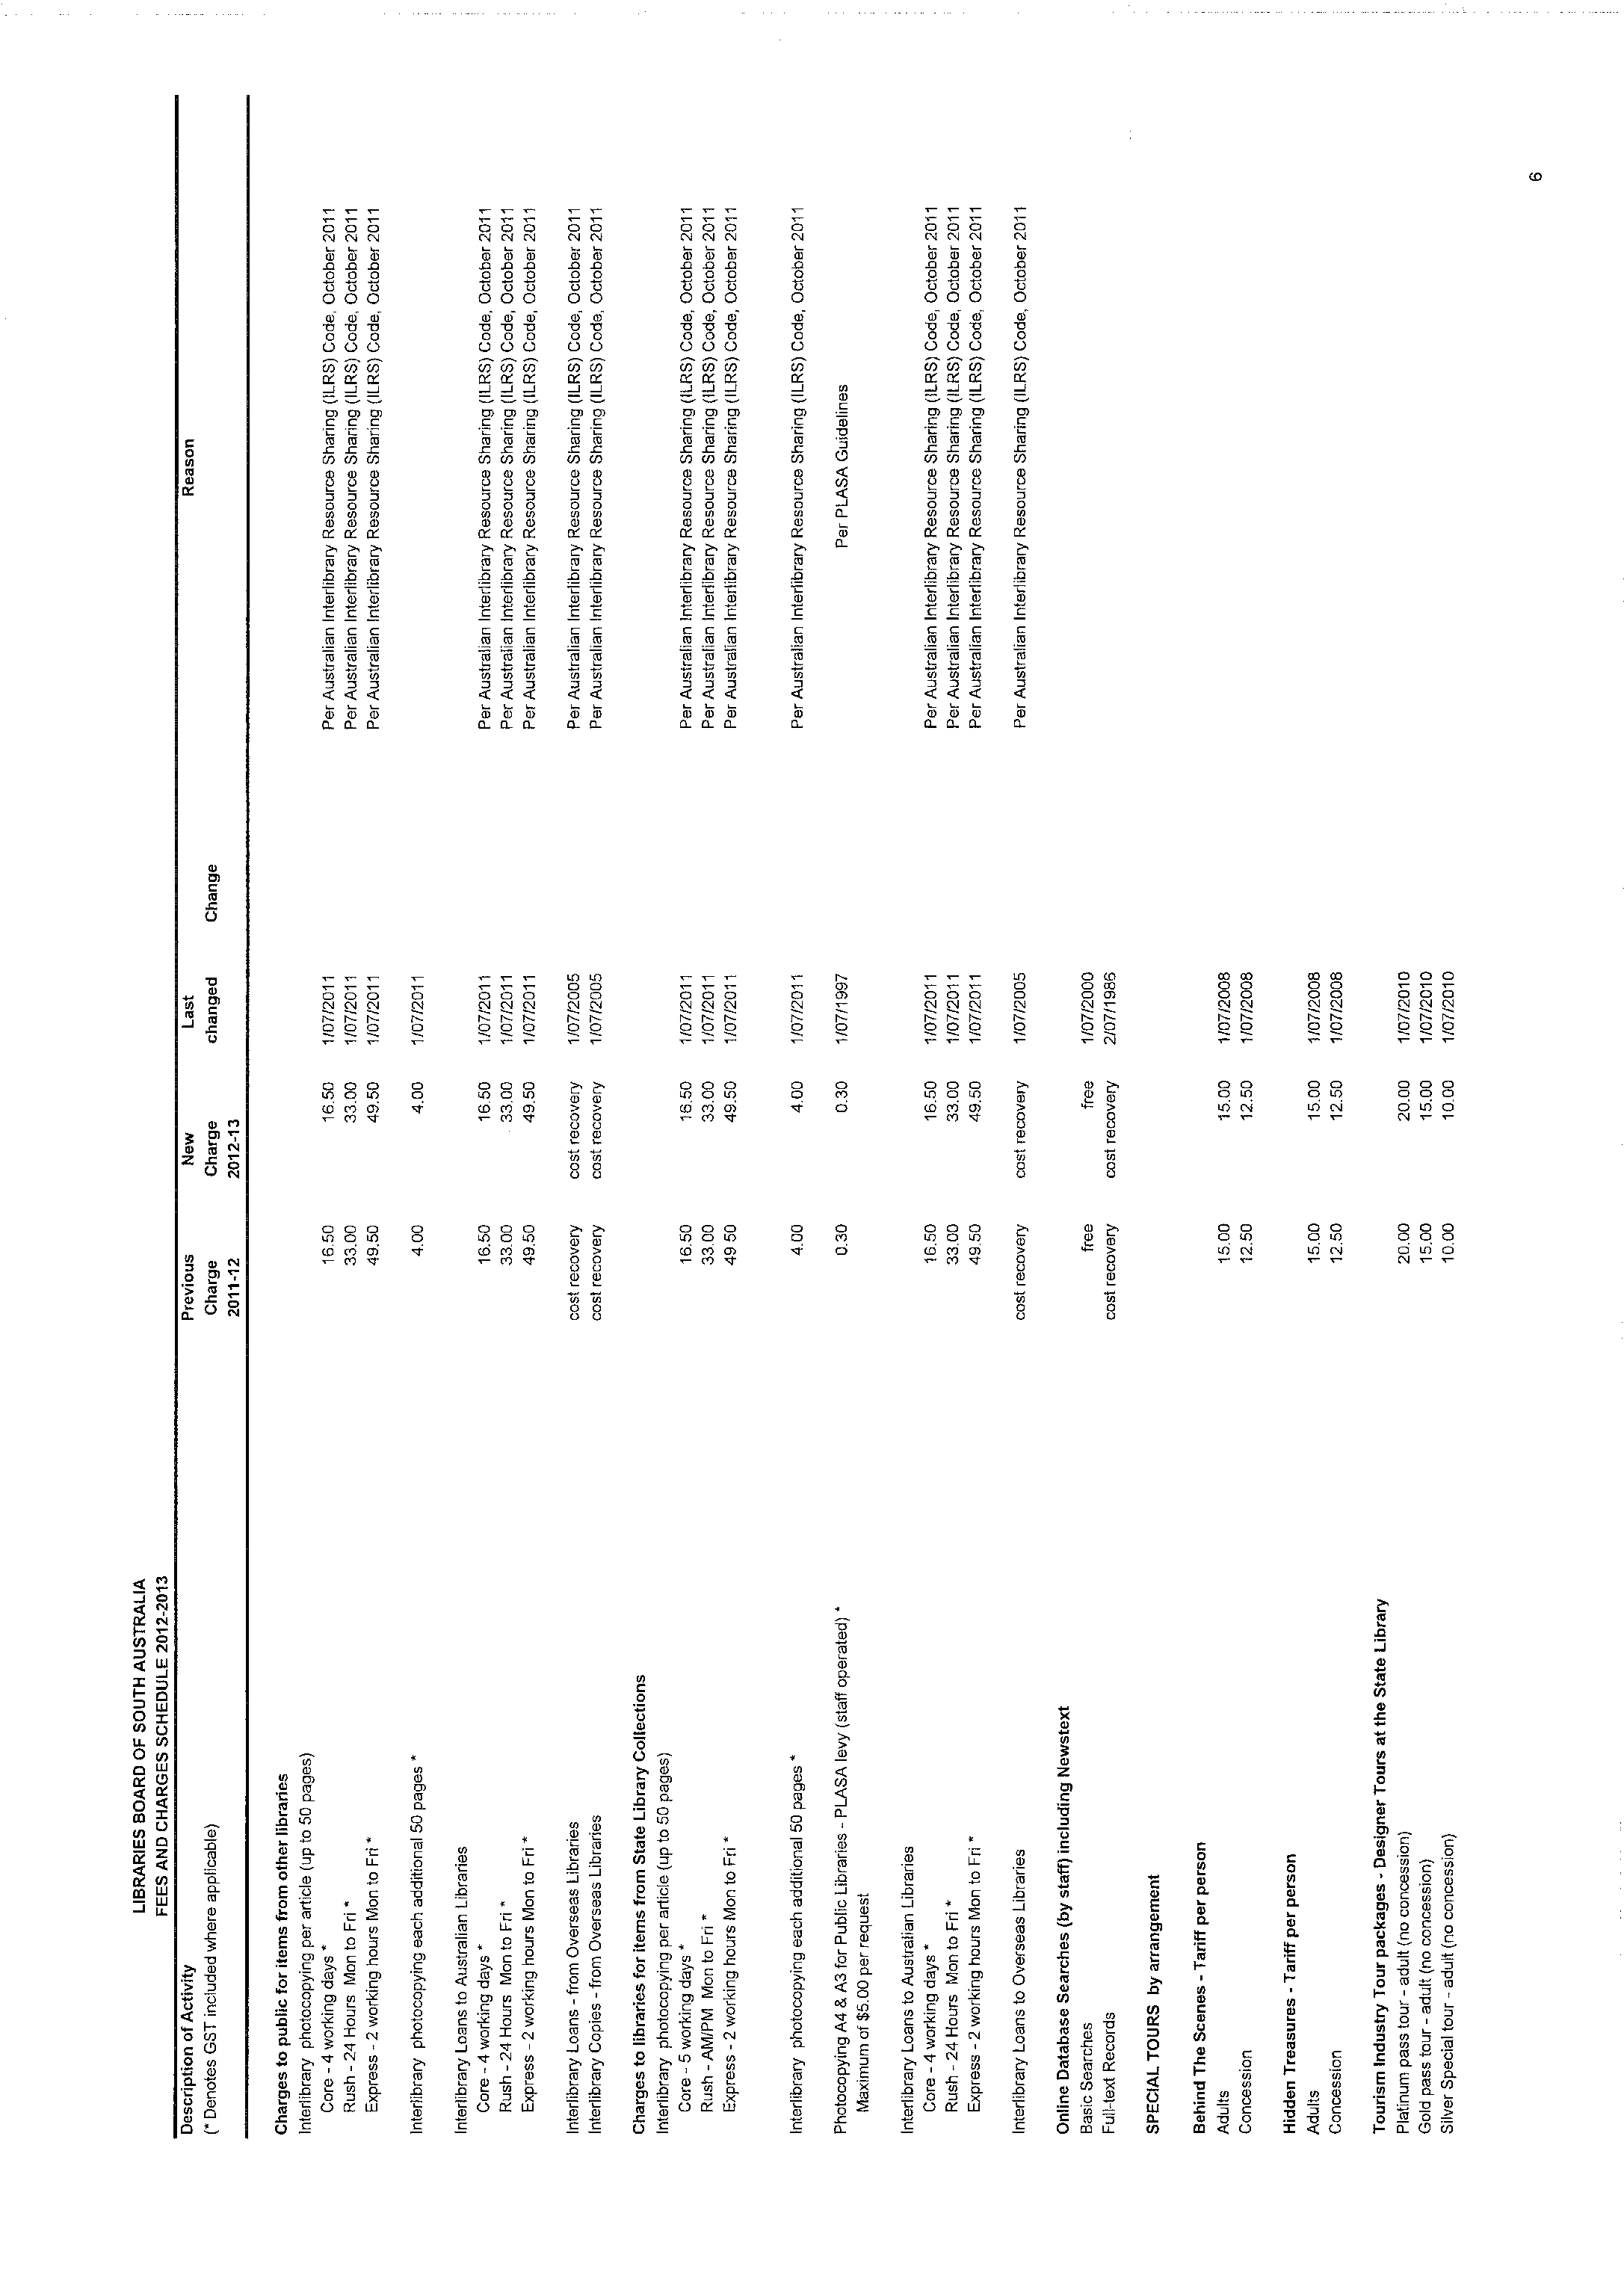 LIBRARIES BOARD OF SOUTH AUSTRALIA
FEES AND CHARGES SCHEDULE 2012-2013
Description of Activity Previous New Last Reason
(* Denotes GST included where applicable) Charge Charge changed Change
2011-12 2012-13
Charges to public for items from other libraries
Interlibrary photocopying per article (up to 50 pages)
Core - 4 working days * 16.50 16.50 1/07/2011 Per Australian Interlibrary Resource Sharing (ILRS) Code, October 2011
Rush - 24 Hours Mon to Fri * 33.00 33.00 1/07/2011 Per Australian Interlibrary Resource Sharing (ILRS) Code, October 2011
Express - 2 working hours Mon to Fri * 49.50 49.50 1/07/2011 Per Australian Interlibrary Resource Sharing (ILRS) Code, October 2011
Interlibrary photocopying each additional 50 pages * 4.00 4.00 1/07/2011
Interlibrary Loans to Australian Libraries
Core - 4 working days * 16.50 16.50 1/07/2011 Per Australian Interlibrary Resource Sharing (ILRS) Code, October 2011
Rush - 24 Hours Mon to Fri * 33.00 33.00 1/07/2011 Per Australian Interlibrary Resource Sharing (ILRS) Code, October 2011
Express - 2 working hours Mon to Fri * 49.50 49.50 1/07/2011 Per Australian Interlibrary Resource Sharing (ILRS) Code, October 2011
Interlibrary Loans - from Overseas Libraries cost recovery cost recovery 1/07/2005 Per Australian Interlibrary Resource Sharing (ILRS) Code, October 2011
Interlibrary Copies - from Overseas Libraries cost recovery cost recovery 1/07/2005 Per Australian Interlibrary Resource Sharing (ILRS) Code, October 2011
Charges to libraries for items from State Library Collections
Interlibrary photocopying per article (up to 50 pages)
Core - 5 working days * 16.50 16.50 1/07/2011 Per Australian Interlibrary Resource Sharing (ILRS) Code, October 2011
Rush - AM/PM Mon to Fri * 33.00 33.00 1/07/2011 Per Australian Interlibrary Resource Sharing (ILRS) Code, October 2011
Express - 2 working hours Mon to Fri * 49 50 49.50 1/07/2011 Per Australian Interlibrary Resource Sharing (ILRS) Code, October 2011
Interlibrary photocopying each additional 50 pages * 4.00 4.00 1/07/2011 Per Australian Interlibrary Resource Sharing (ILRS) Code, October 2011
Photocopying A4 & A3 for Public Libraries - PLASA levy (staff operated) * 0.30 0.30 1/07/1997 Per PLASA Guidelines
Maximum of $5.00 per request
Interlibrary Loans to Australian Libraries
Core - 4 working days * 16.50 16.50 1/07/2011 Per Australian Interlibrary Resource Sharing (ILRS) Code, October 2011
Rush - 24 Hours Mon to Fri * 33.00 33.00 1/07/2011 Per Australian Interlibrary Resource Sharing (ILRS) Code, October 2011
Express - 2 working hours Mon to Fri * 49.50 49.50 1/07/2011 Per Australian Interlibrary Resource Sharing (ILRS) Code, October 2011
Interlibrary Loans to Overseas Libraries cost recovery cost recovery 1/07/2005 Per Australian Interlibrary Resource Sharing (ILRS) Code, October 2011
Online Database Searches (by staff) including Newstext
Basic Searches free free 1/07/2000
Full-text Records cost recovery cost recovery 2/07/1986
SPECIAL TOURS by arrangement
Behind The Scenes - Tariff per person
Adults 15.00 15.00 1/07/2008
Concession 12.50 12.50 1/07/2008
Hidden Treasures - Tariff per person
Adults 15.00 15.00 1/07/2008
Concession 12.50 12.50 1/07/2008
Tourism Industry Tour packages - Designer Tours at the State Library
Platinum pass tour - adult (no concession) 20.00 20.00 1/07/2010
Gold pass tour - adult (no concession) 15.00 15.00 1/07/2010
Silver Special tour - adult (no concession) 10.00 10.00 1/07/2010
6